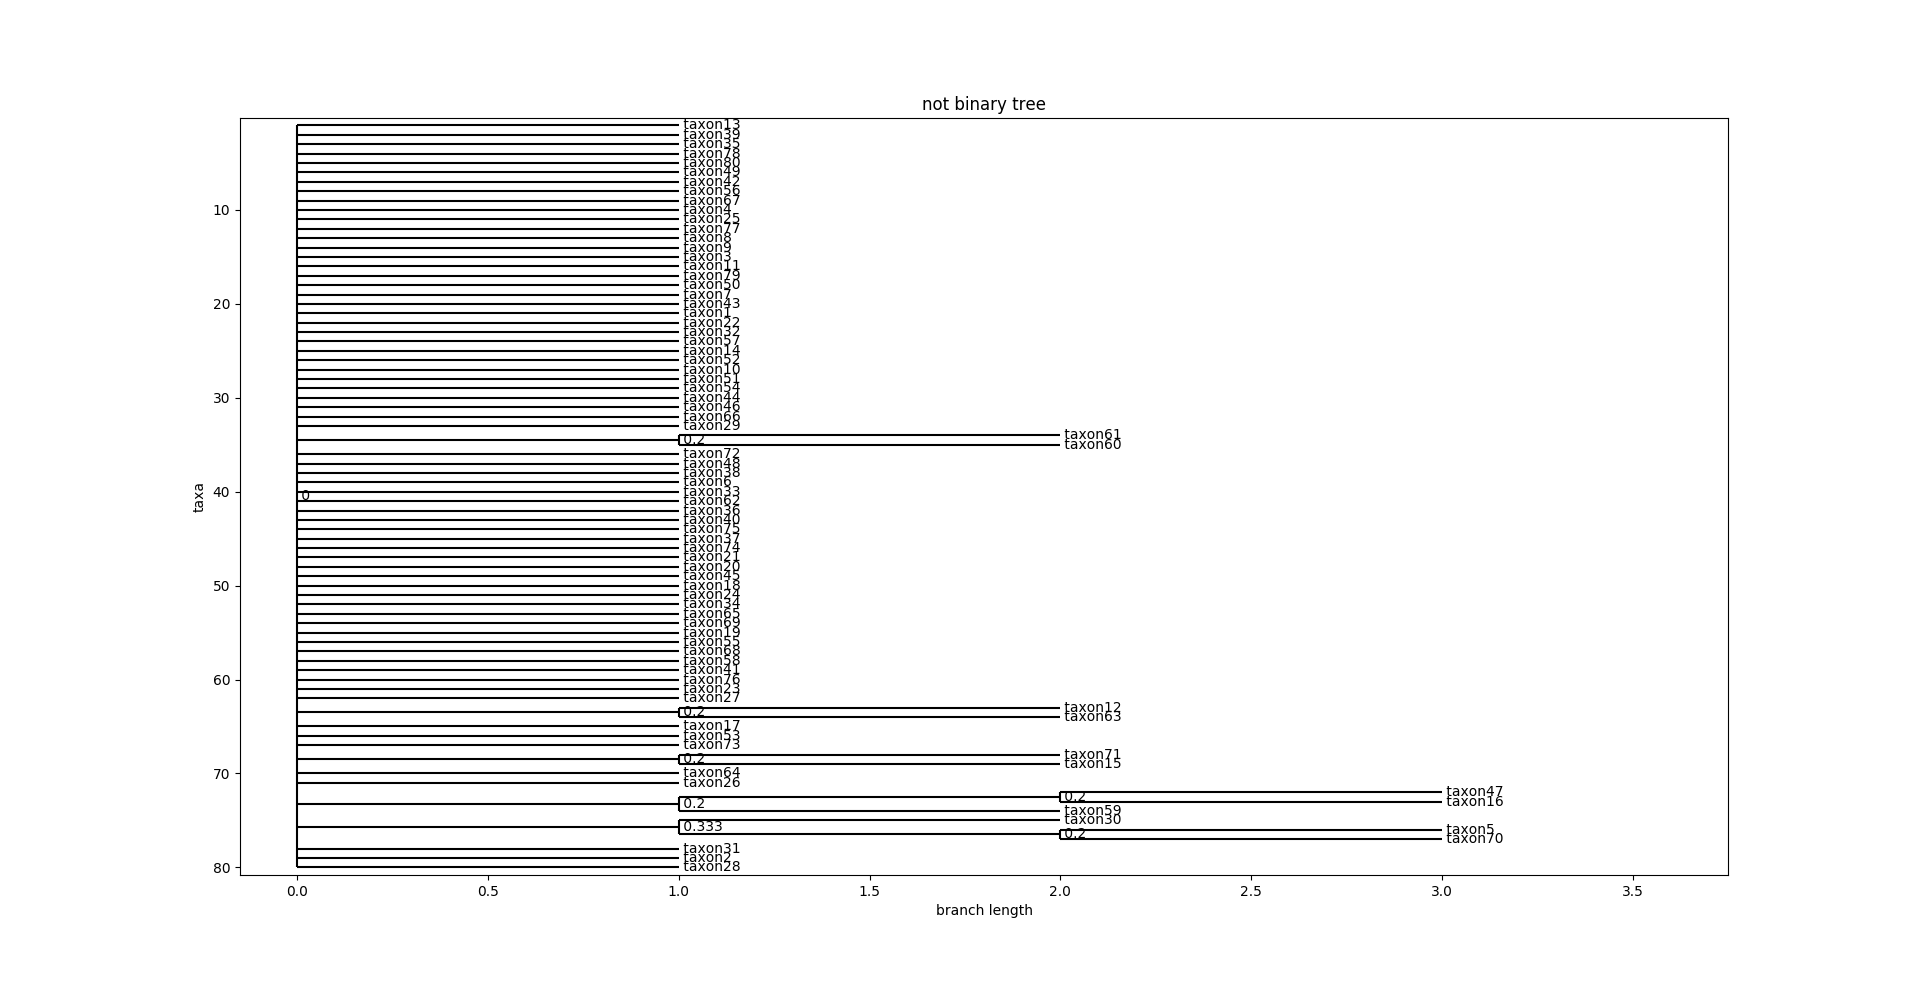 not binary tree
taxon13
taxon39
taxon35
taxon78
taxon80
taxon49
taxon42
taxon56
taxon67
10
taxon4
taxon25
taxon77
taxon8
taxon9
taxon3
taxon11
taxon79
taxon50
taxon7
20
taxon43
taxon1
taxon22
taxon32
taxon57
taxon14
taxon52
taxon10
taxon51
taxon54
30
taxon44
taxon46
taxon66
taxon29
taxon61
0.2
taxon60
taxon72
taxon48
taxon38
taxon6
40
taxon33
0
taxa
taxon62
taxon36
taxon40
taxon75
taxon37
taxon74
taxon21
taxon20
taxon45
50
taxon18
taxon24
taxon34
taxon65
taxon69
taxon19
taxon55
taxon68
taxon58
taxon41
60
taxon76
taxon23
taxon27
taxon12
0.2
taxon63
taxon17
taxon53
taxon73
taxon71
0.2
taxon15
70
taxon64
taxon26
taxon47
0.2
taxon16
0.2
taxon59
taxon30
0.333
taxon5
0.2
taxon70
taxon31
taxon2
80
taxon28
0.0 0.5 1.0 1.5 2.0 2.5 3.0 3.5
branch length